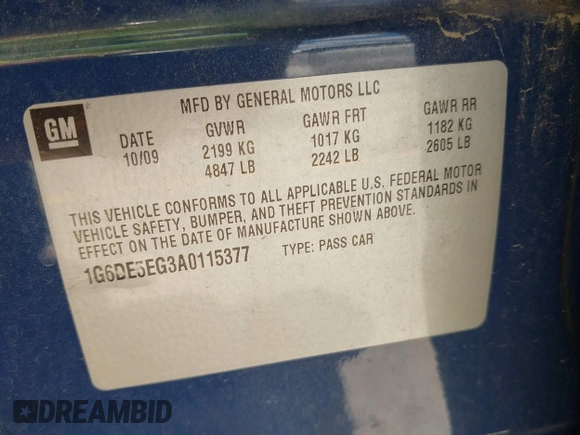 GM
MFD BY GENERAL MOTORS LLC
DATE GVWR GAWR FRT GAWR RR
10/09 2199 KG 1017 KG 1182 KG
4847 LB 2242 LB 2605 LB
THIS VEHICLE CONFORMS TO ALL APPLICABLE U.S. FEDERAL MOTOR
VEHICLE SAFETY, BUMPER, AND THEFT PREVENTION STANDARDS IN
EFFECT ON THE DATE OF MANUFACTURE SHOWN ABOVE.
1G6DE5EG3A0115377 TYPE: PASS CAR
DREAMBID